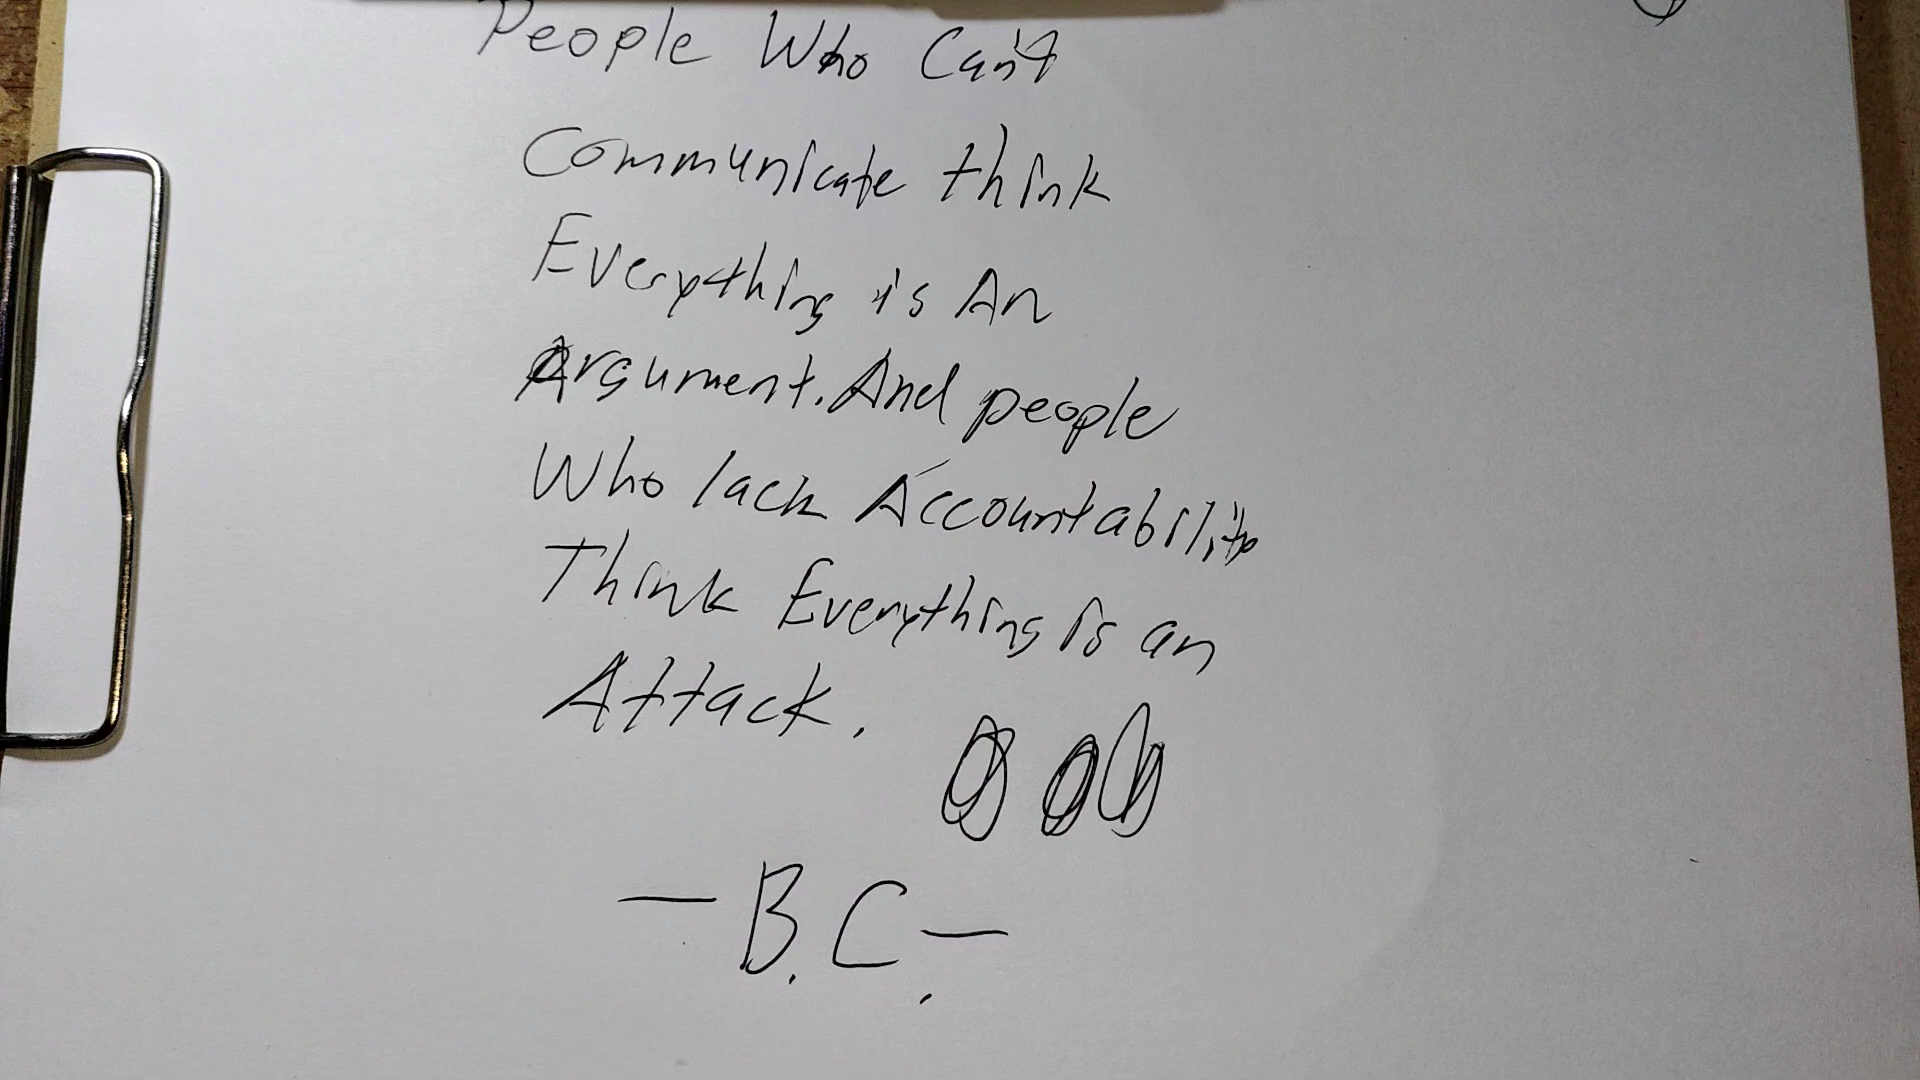 People Who Can't
Communicate think
Everything is An
Argument. And people
Who lack Accountability
Think Everything is an
Attack.
- B.C. -